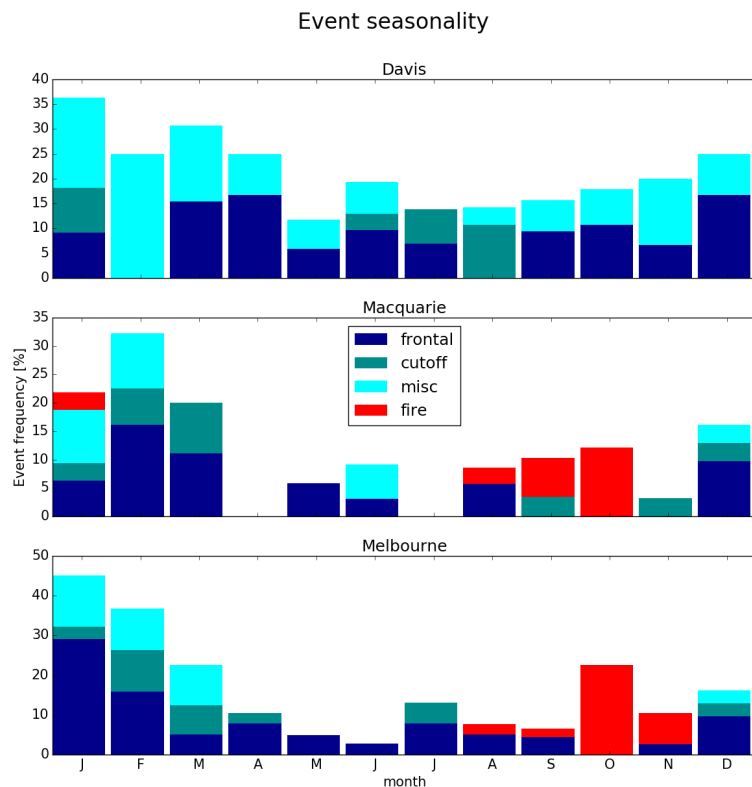 Event seasonality
Davis
40
35
30
25
20
15
10
5
0
Macquarie
35
30
25
20
15
10
5
0
frontal
cutoff
misc
fire
Event frequency [%]
Melbourne
50
40
30
20
10
0
J F M A M J J A S O N D
month